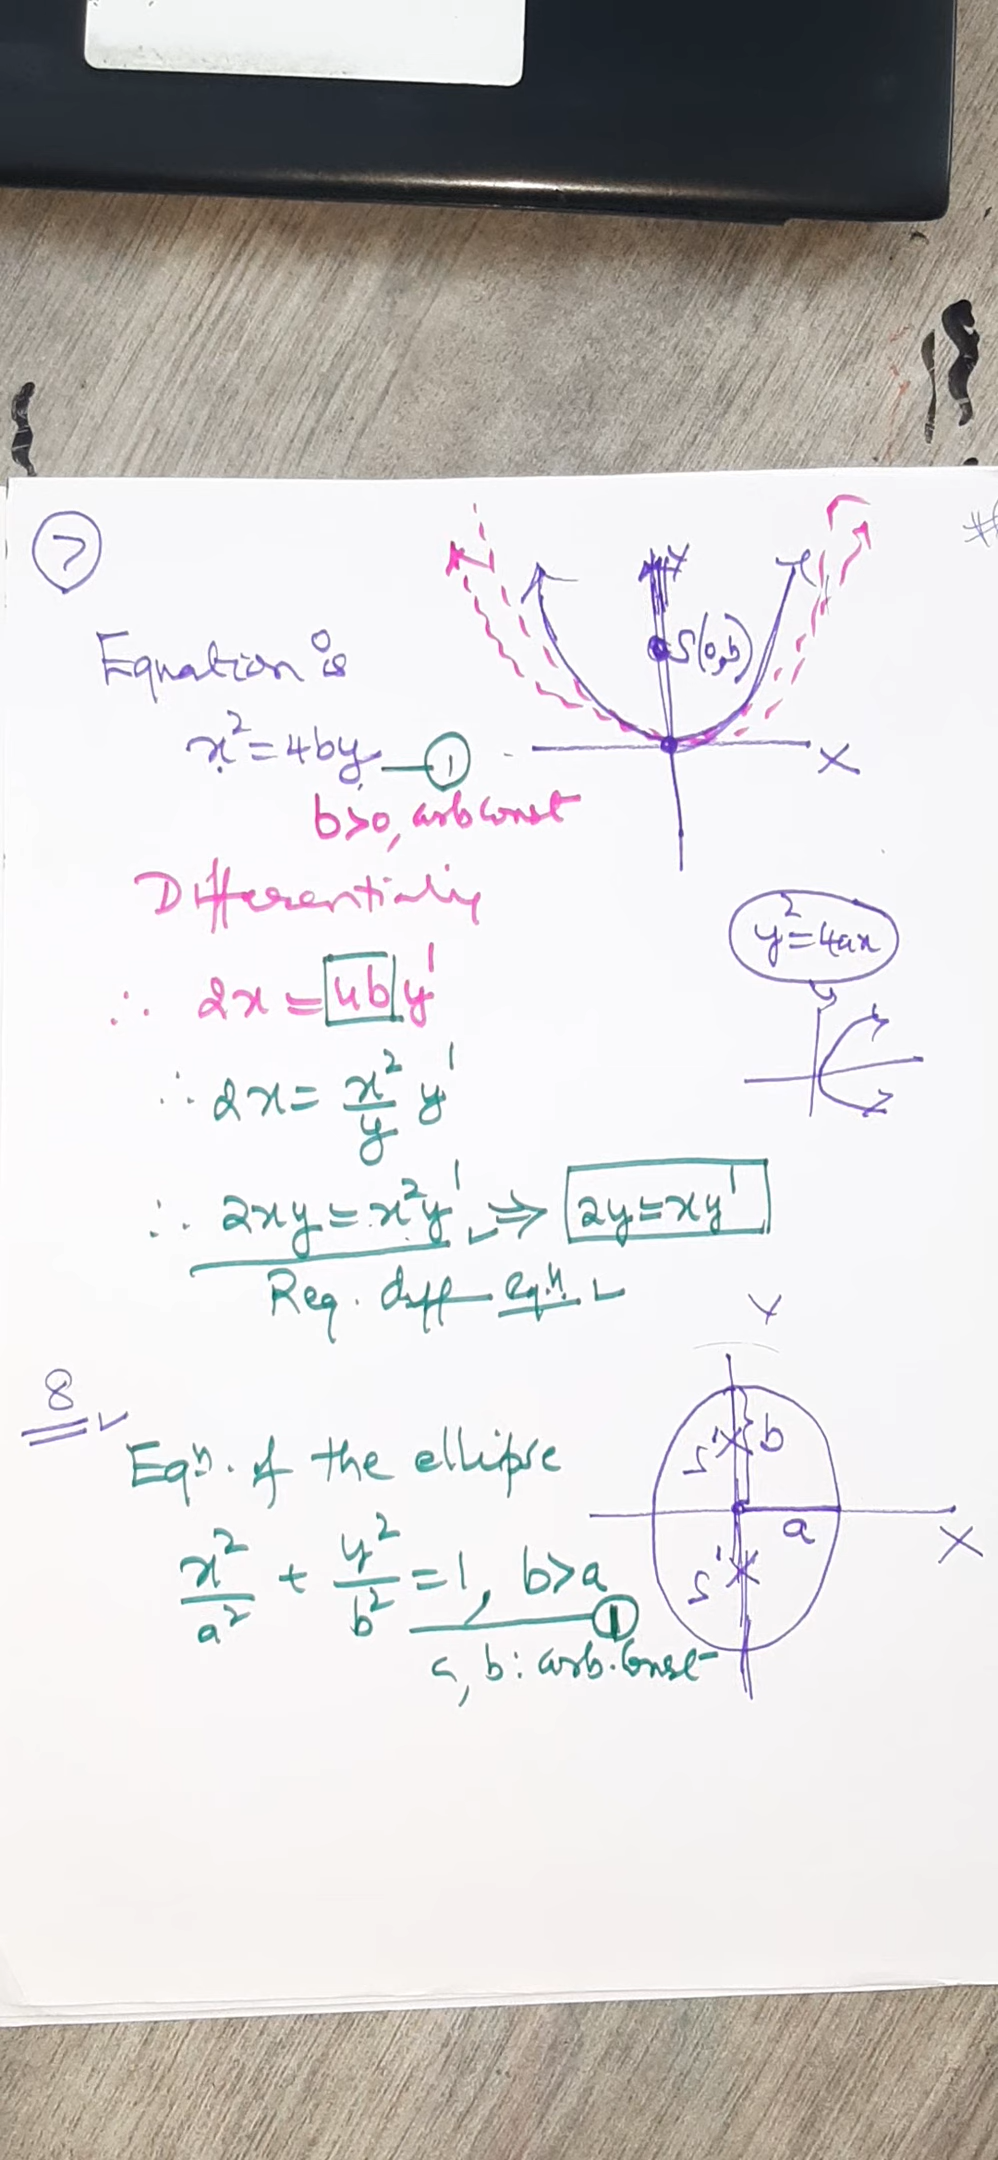 7
Y
S(0,b)
Equation is
x² = 4by — ①
X
b>0, arb const
Differentiating
y² = 4ax
∴ 2x = 4b y'
∴ 2x = x²/y y'
∴ 2xy = x²y' ⇒ 2y = xy'
Req. diff eqn.
Y
8
Eqn. of the ellipse
S'
b
a
X
x²/a² + y²/b² = 1, b>a — ①
S'
a, b: arb. const